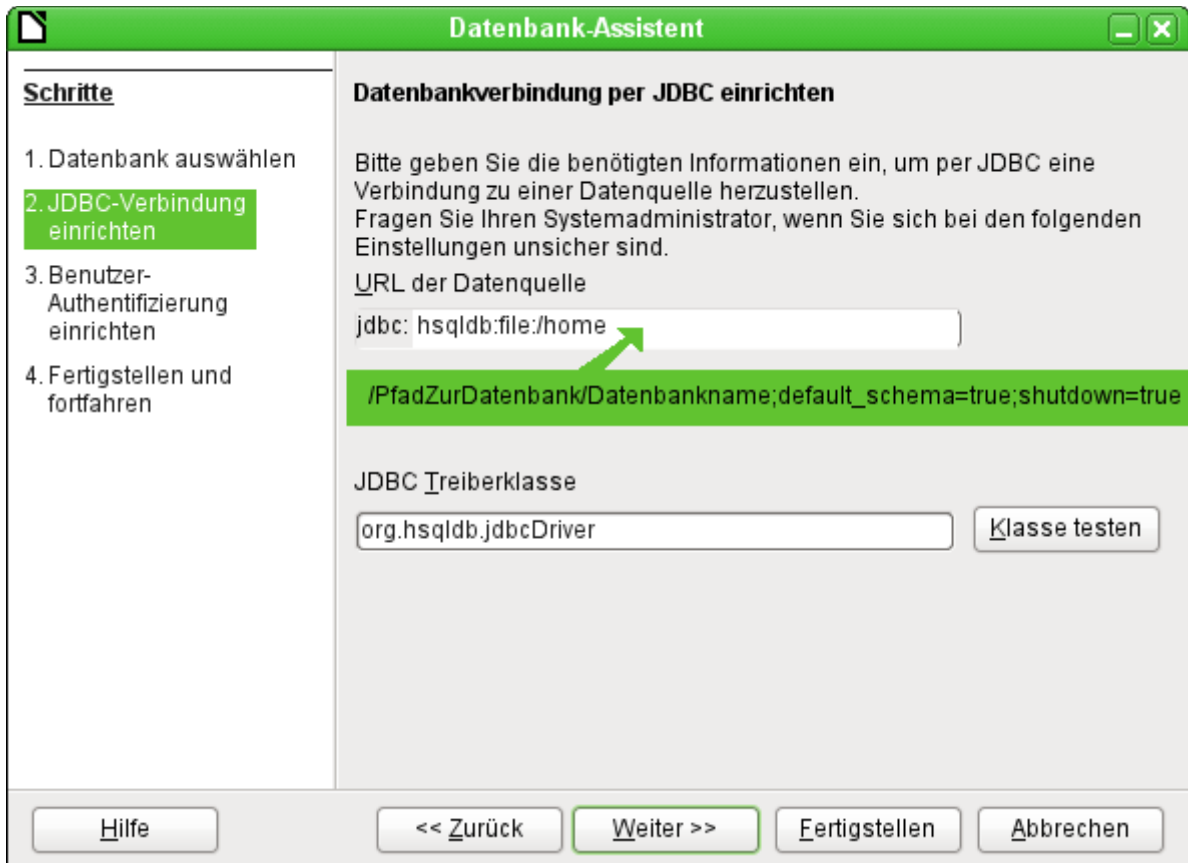 Datenbank-Assistent
Schritte
1. Datenbank auswählen
2. JDBC-Verbindung
einrichten
3. Benutzer-
Authentifizierung
einrichten
4. Fertigstellen und
fortfahren
Datenbankverbindung per JDBC einrichten
Bitte geben Sie die benötigten Informationen ein, um per JDBC eine
Verbindung zu einer Datenquelle herzustellen.
Fragen Sie Ihren Systemadministrator, wenn Sie sich bei den folgenden
Einstellungen unsicher sind.
URL der Datenquelle
jdbc: hsqldb:file:/home
/PfadZurDatenbank/Datenbankname;default_schema=true;shutdown=true
JDBC Treiberklasse
org.hsqldb.jdbcDriver Klasse testen
Hilfe << Zurück Weiter >> Fertigstellen Abbrechen